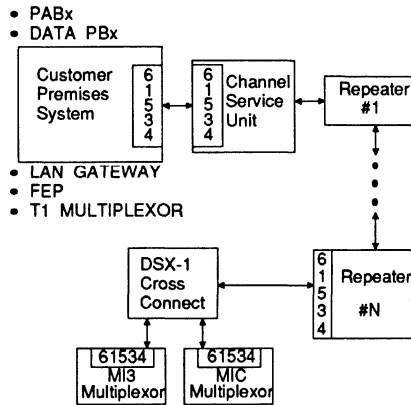 • PABx
• DATA PBx
Customer
Premises
System
6
1
5
3
4
6
1
5
3
4
Channel
Service
Unit
Repeater
#1
• LAN GATEWAY
• FEP
• T1 MULTIPLEXOR
DSX-1
Cross
Connect
6
1
5
3
4
Repeater
#N
61534
MI3
Multiplexor
61534
MIC
Multiplexor